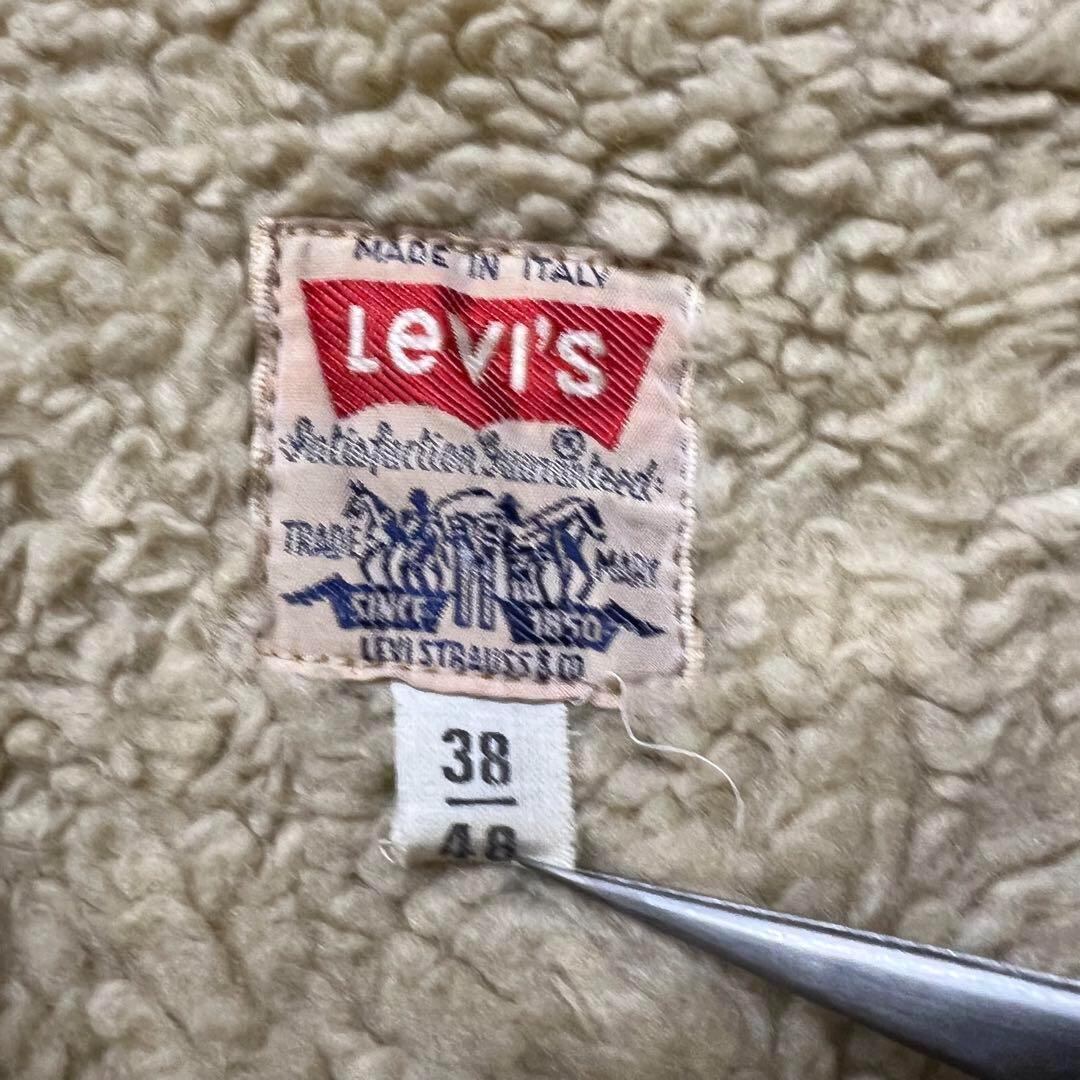 MADE IN ITALY
Levi's
®
Satisfaction Guaranteed
TRADE MARK
SINCE 1850
LEVI STRAUSS & CO
38
48